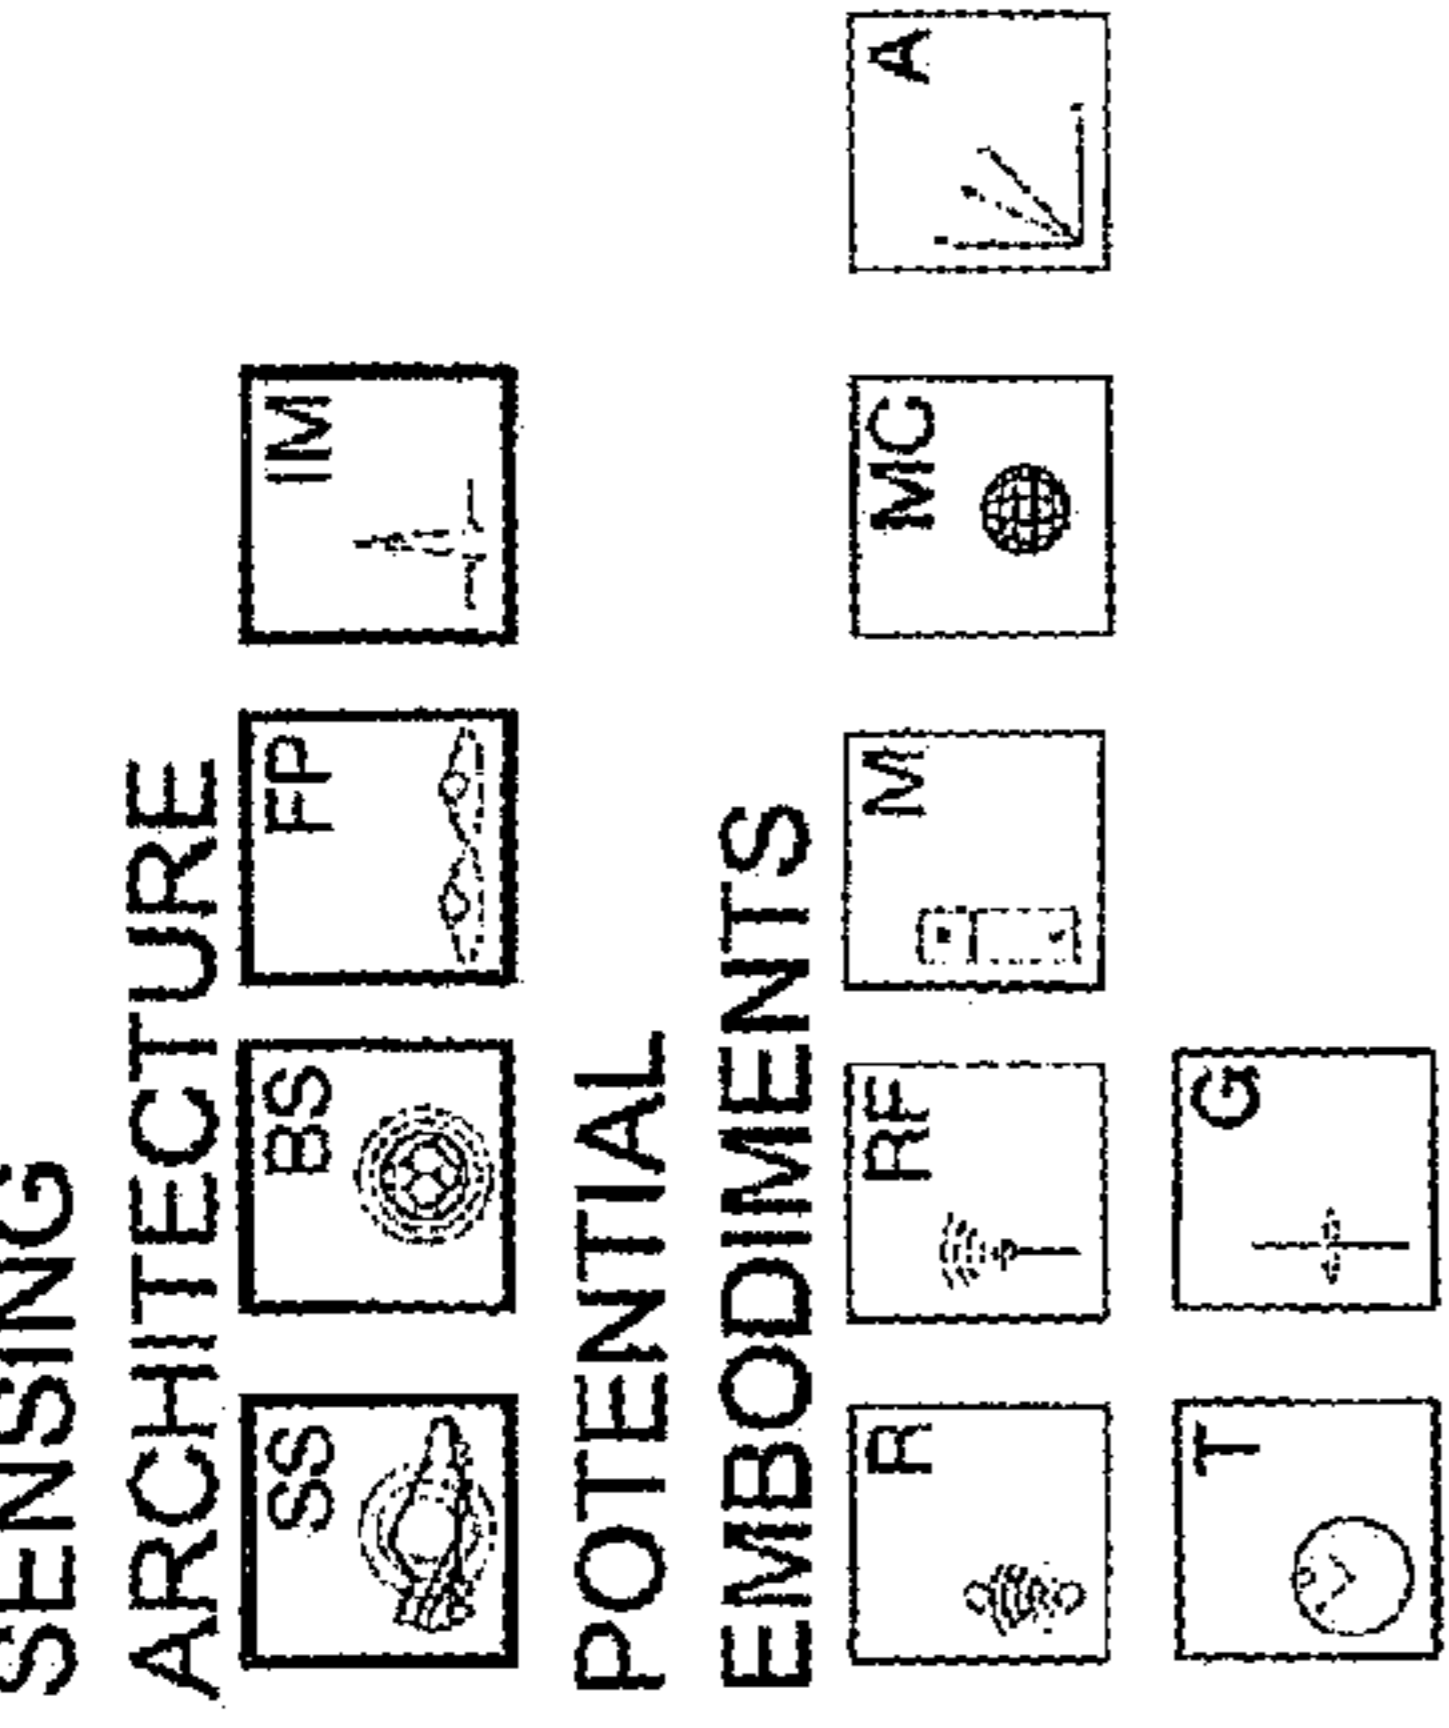 SENSING
ARCHITECTURE
SS BS FP IM
POTENTIAL
EMBODIMENTS
R RF M MC A
T G